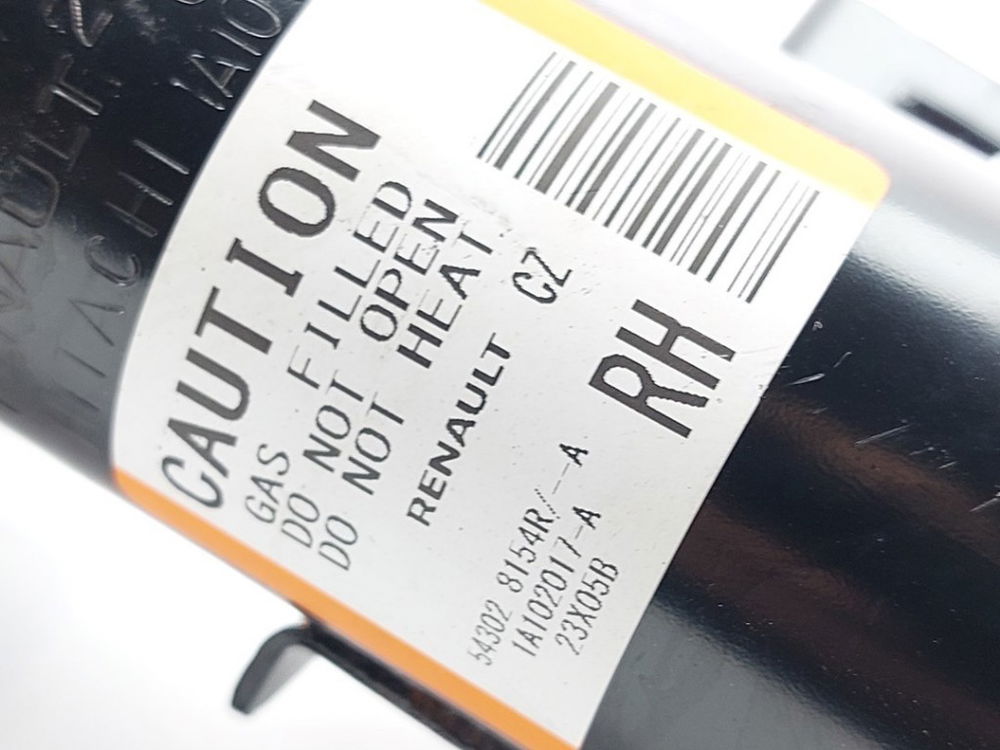 CAUTION
GAS FILLED
DO NOT OPEN
DO NOT HEAT
RENAULT CZ
RH
54302 8154R/--A
1A102017-A
23X05B